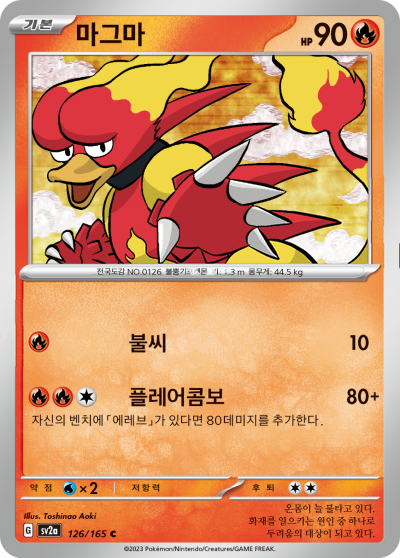 기본 마그마 HP 90
전국도감 NO.0126 불뿜기포켓몬 키: 1.3 m 몸무게: 44.5 kg
불씨 10
플레어콤보 80+
자신의 벤치에 「에레브」가 있다면 80데미지를 추가한다.
약점 ×2 저항력 후퇴
Illus. Toshinao Aoki
G sv2a 126/165 C
온몸이 늘 불타고 있다.
화재를 일으키는 원인 중 하나로
두려움의 대상이 되고 있다.
©2023 Pokémon/Nintendo/Creatures/GAME FREAK.